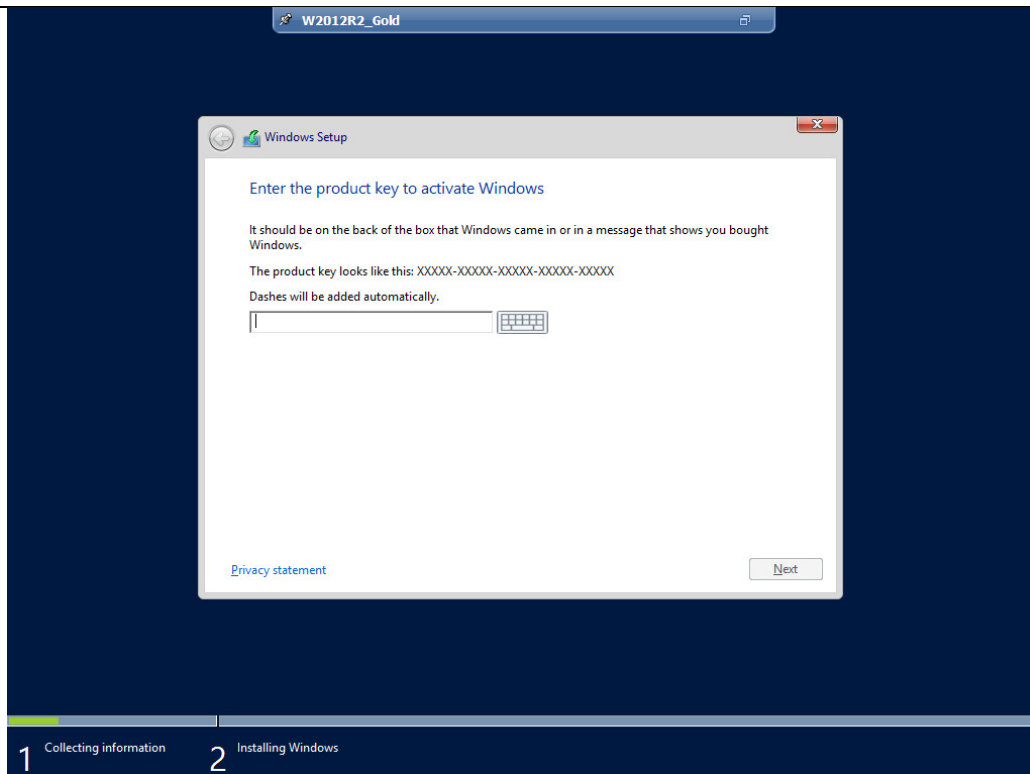 W2012R2_Gold
Windows Setup
Enter the product key to activate Windows
It should be on the back of the box that Windows came in or in a message that shows you bought
Windows.
The product key looks like this: XXXXX-XXXXX-XXXXX-XXXXX-XXXXX
Dashes will be added automatically.
Privacy statement
Next
1 Collecting information
2 Installing Windows